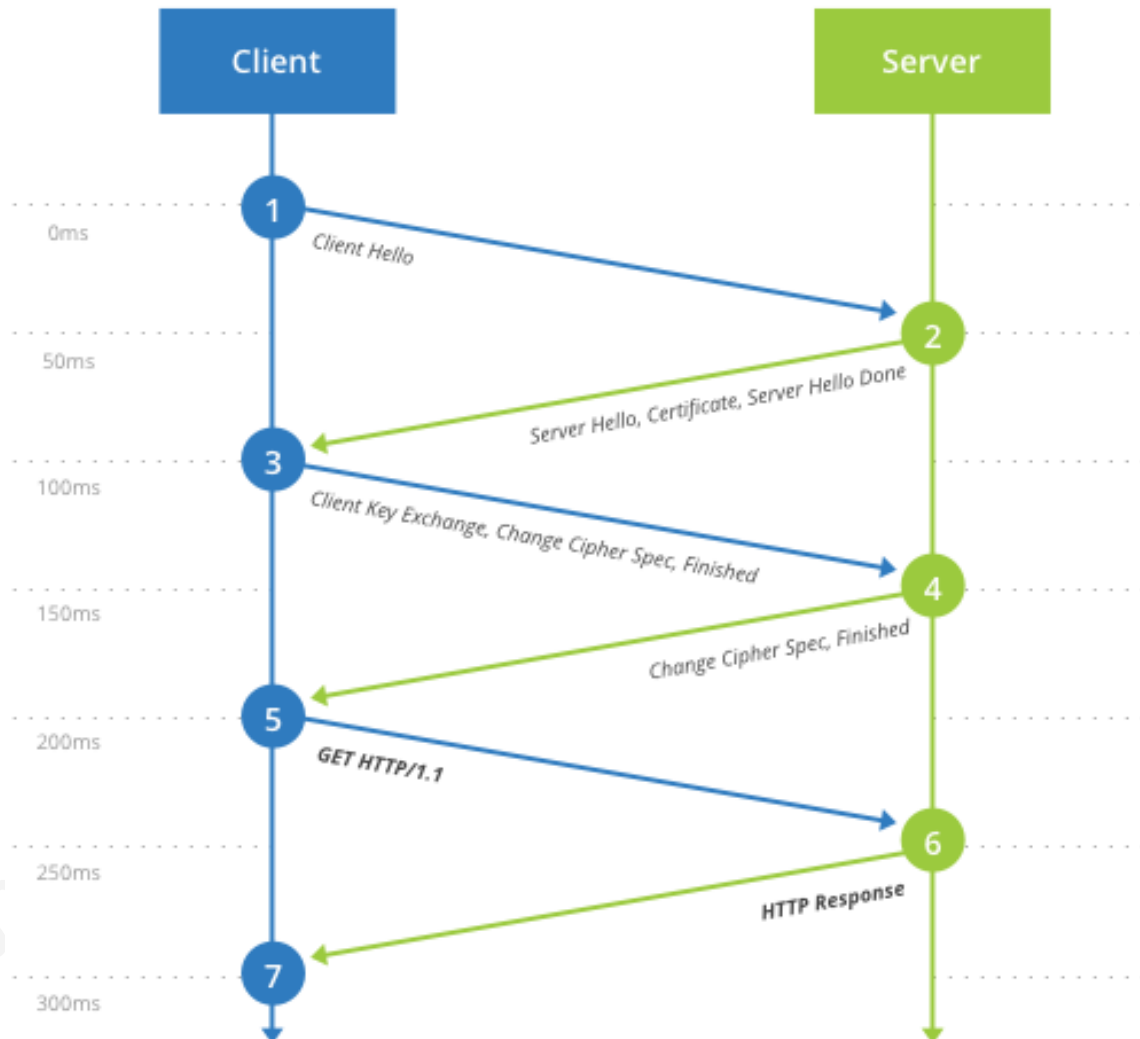 Client
Server
1
0ms
Client Hello
2
50ms
Server Hello, Certificate, Server Hello Done
3
100ms
Client Key Exchange, Change Cipher Spec, Finished
4
150ms
Change Cipher Spec, Finished
5
200ms
GET HTTP/1.1
6
250ms
HTTP Response
7
300ms